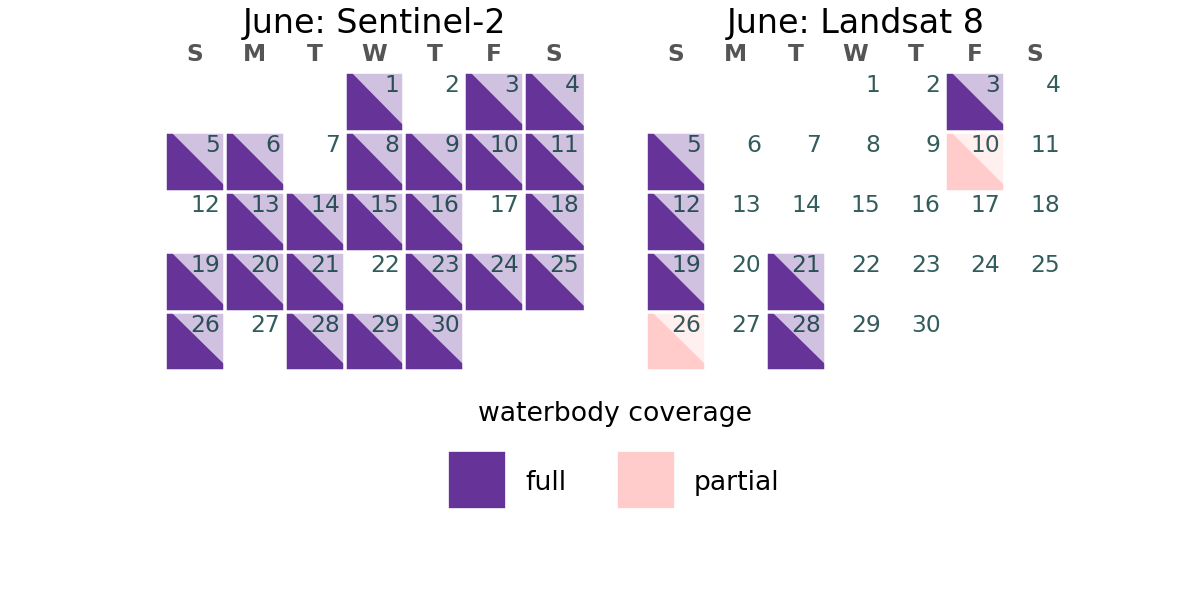 June: Sentinel-2
S M T W T F S
1 2 3 4
5 6 7 8 9 10 11
12 13 14 15 16 17 18
19 20 21 22 23 24 25
26 27 28 29 30
June: Landsat 8
S M T W T F S
1 2 3 4
5 6 7 8 9 10 11
12 13 14 15 16 17 18
19 20 21 22 23 24 25
26 27 28 29 30
waterbody coverage
full partial